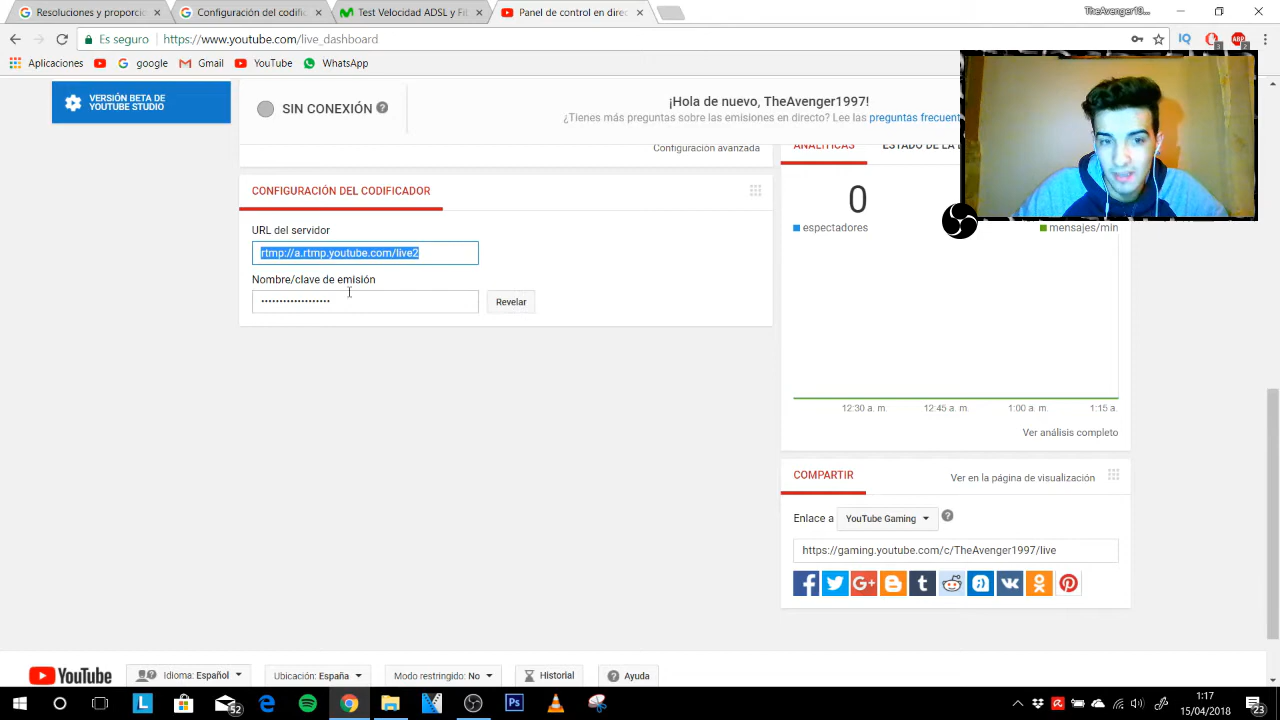 Resoluciones y proporcio
Configuración del codificac
Test Velocidad ADSL y Fi
Panel de control en direc
TheAvenger19...
Es seguro
https://www.youtube.com/live_dashboard
Aplicaciones
google
Gmail
YouTube
WhatsApp
VERSIÓN BETA DE
YOUTUBE STUDIO
SIN CONEXIÓN
¡Hola de nuevo, TheAvenger1997!
¿Tienes más preguntas sobre las emisiones en directo? Lee las preguntas frecuent
Configuración avanzada
ANALÍTICAS
ESTADO DE LA
CONFIGURACIÓN DEL CODIFICADOR
URL del servidor
rtmp://a.rtmp.youtube.com/live2
Nombre/clave de emisión
••••••••••••••••••• Revelar
0
espectadores
mensajes/min
12:30 a. m. 12:45 a. m. 1:00 a. m. 1:15 a.
Ver análisis completo
COMPARTIR
Ver en la página de visualización
Enlace a YouTube Gaming
https://gaming.youtube.com/c/TheAvenger1997/live
YouTube
Idioma: Español
Ubicación: España
Modo restringido: No
Historial
Ayuda
52
1:17
15/04/2018
23